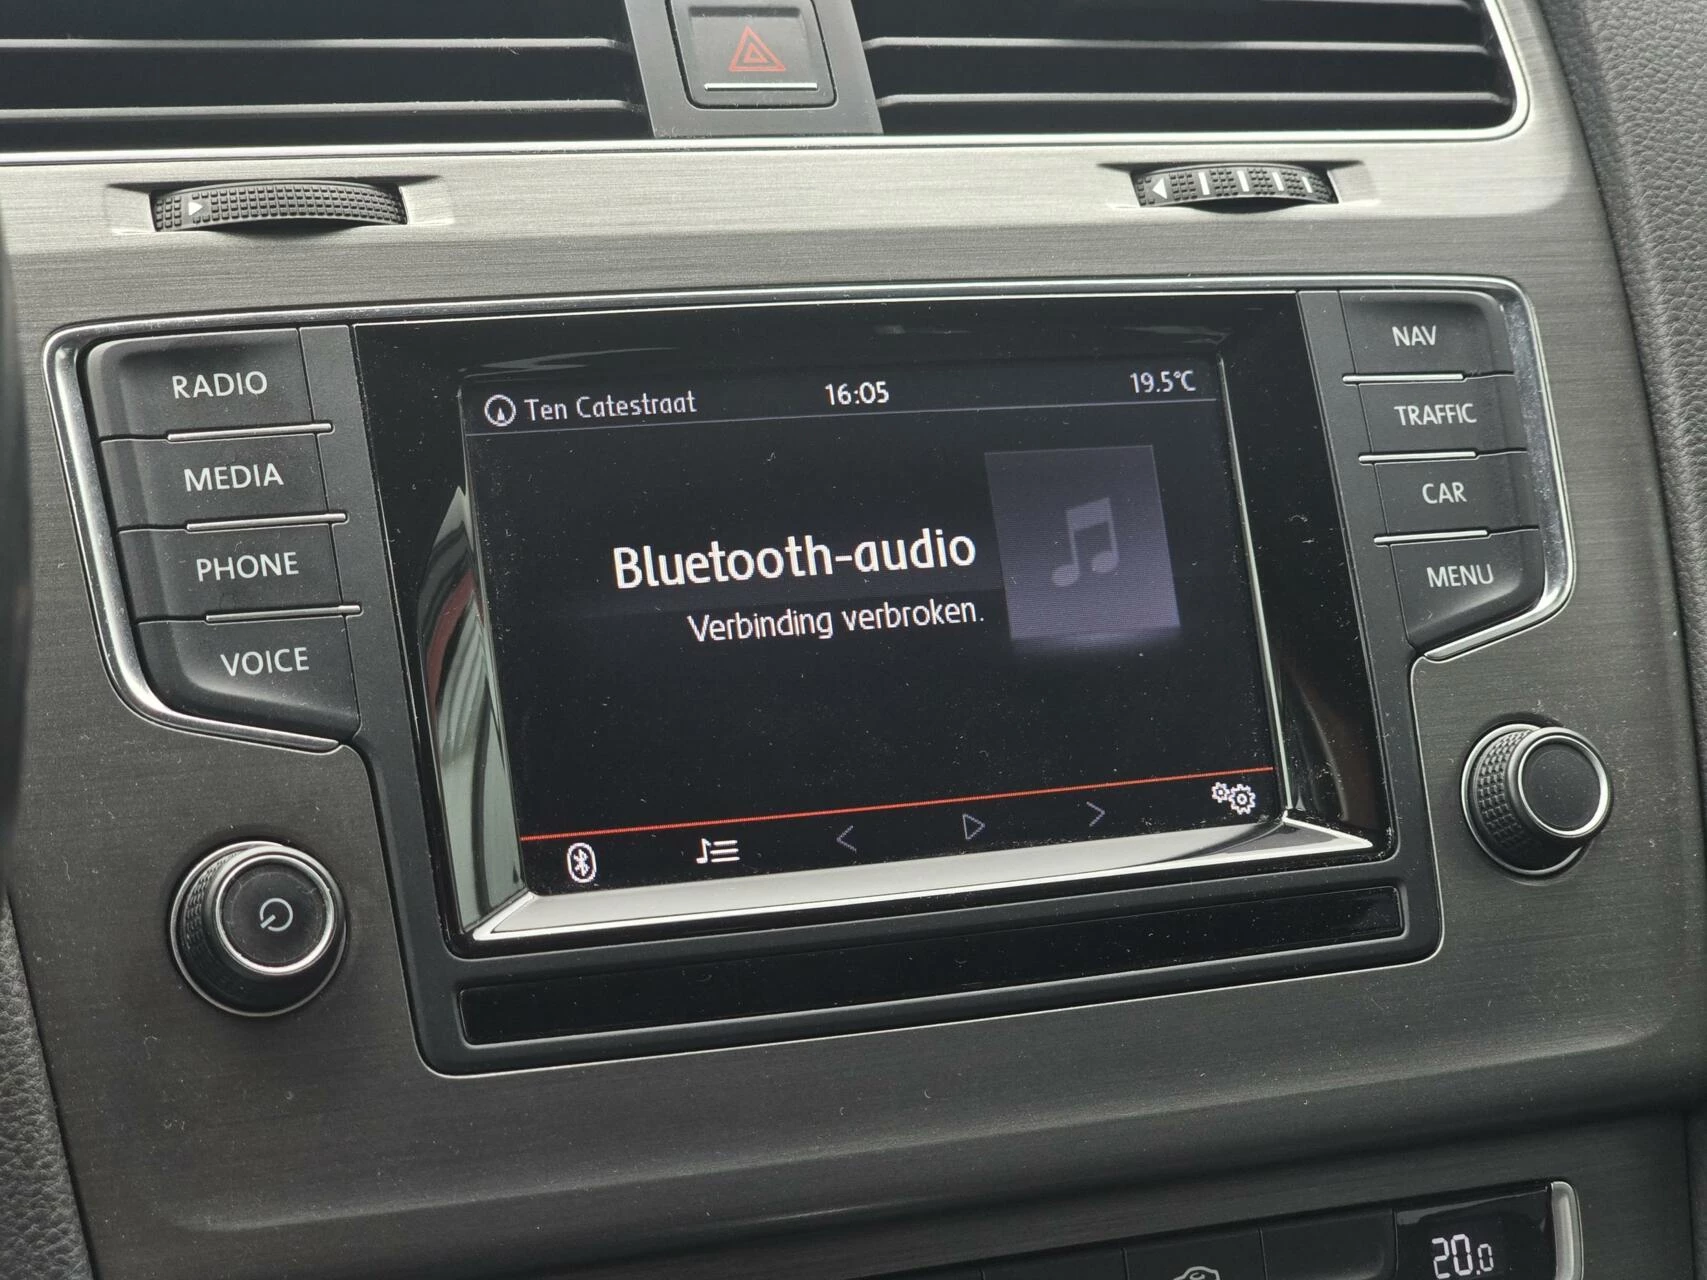 RADIO
MEDIA
PHONE
VOICE
Ten Catestraat 16:05 19.5°C
Bluetooth-audio
Verbinding verbroken.
NAV
TRAFFIC
CAR
MENU
20.0